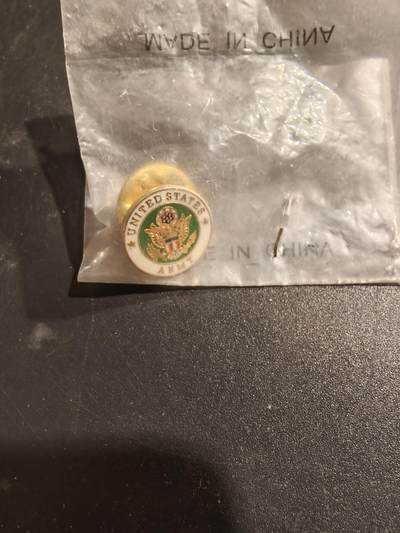 MADE IN CHINA
UNITED STATES
ARMY
E IN CHINA